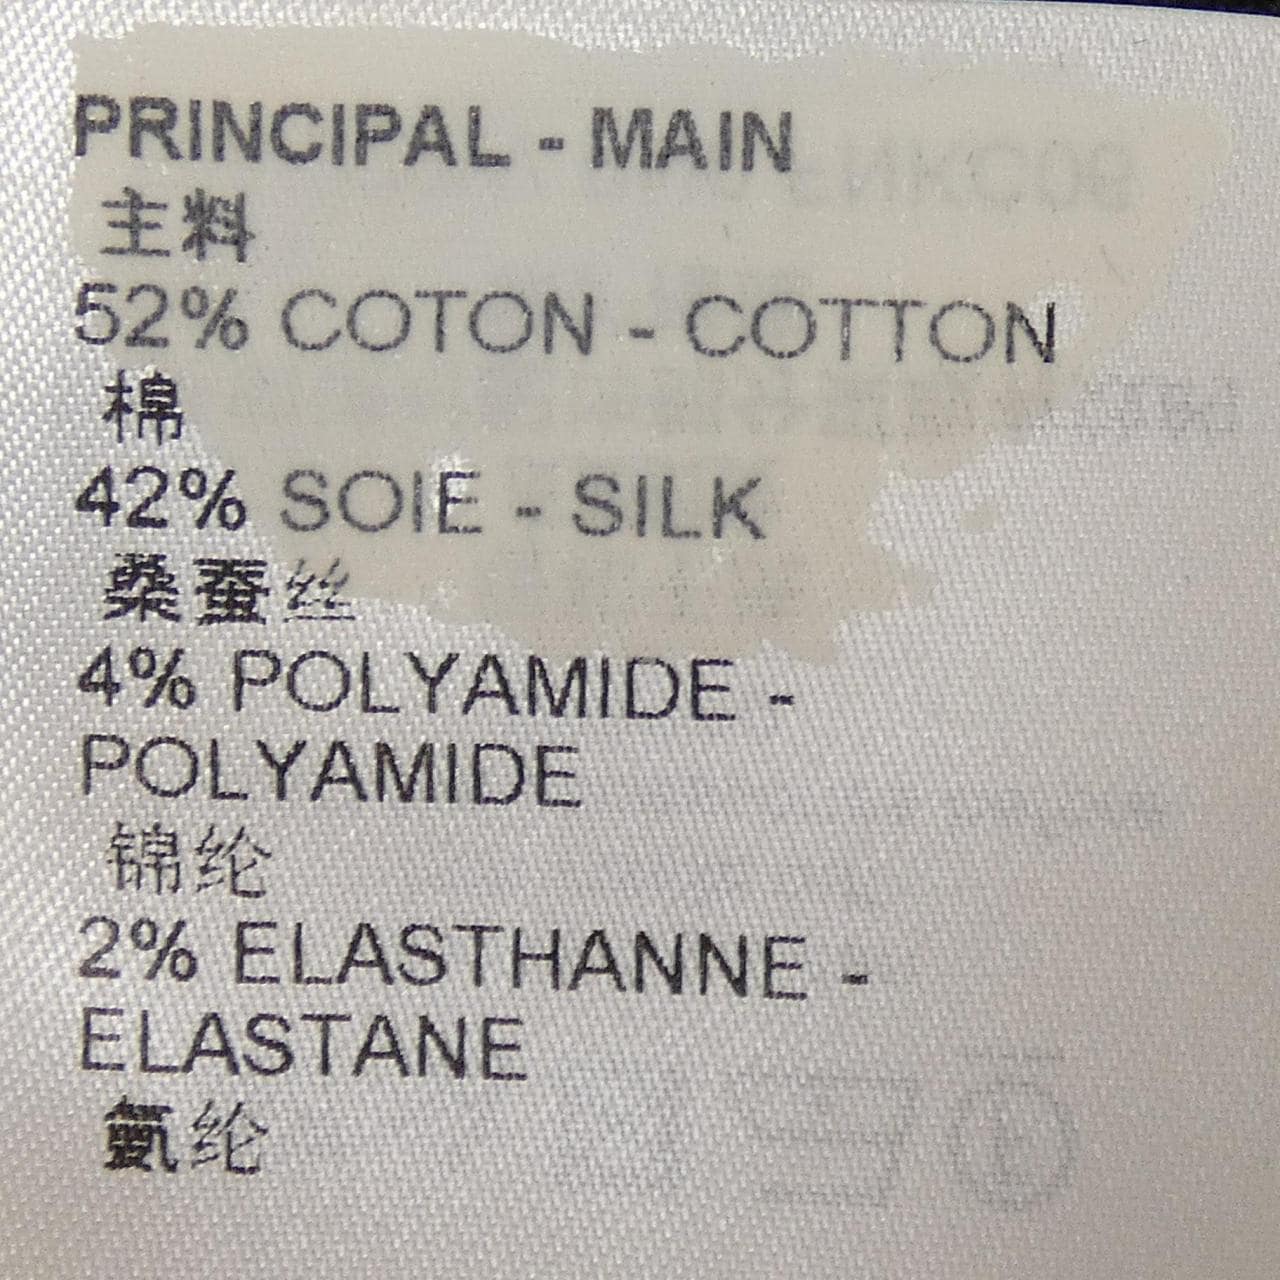 PRINCIPAL - MAIN
主料
52% COTON - COTTON
棉
42% SOIE - SILK
桑蚕丝
4% POLYAMIDE -
POLYAMIDE
锦纶
2% ELASTHANNE -
ELASTANE
氨纶